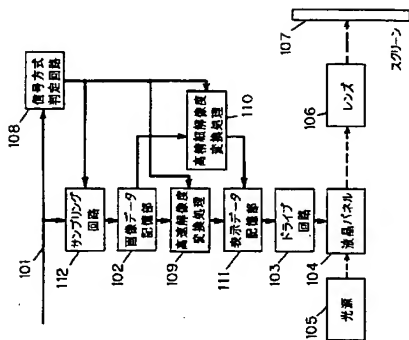 107
スクリーン
108
信号方式
判定回路
106
レンズ
110
高精細解像度
変換処理
101
サンプリング
回路
112
画像データ
記憶部
102
高速解像度
変換処理
109
表示データ
記憶部
111
ドライブ
回路
103
液晶パネル
104
光源
105